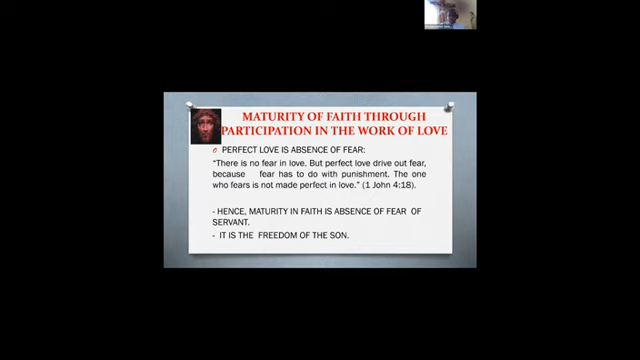 MATURITY OF FAITH THROUGH
PARTICIPATION IN THE WORK OF LOVE
o PERFECT LOVE IS ABSENCE OF FEAR:
“There is no fear in love. But perfect love drive out fear,
because fear has to do with punishment. The one
who fears is not made perfect in love.” (1 John 4:18).
- HENCE, MATURITY IN FAITH IS ABSENCE OF FEAR OF
SERVANT.
- IT IS THE FREEDOM OF THE SON.